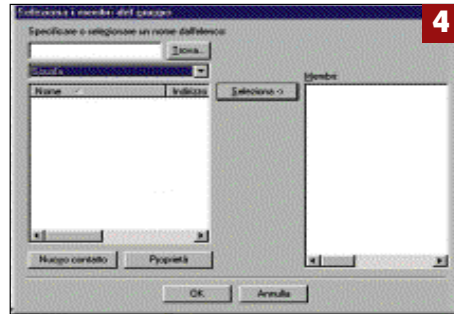 Seleziona i membri del gruppo
4
Specificare o selezionare un nome dall'elenco:
Trova...
Nome
Indirizzo
Seleziona ->
Membri:
Nuovo contatto
Proprietà
OK
Annulla